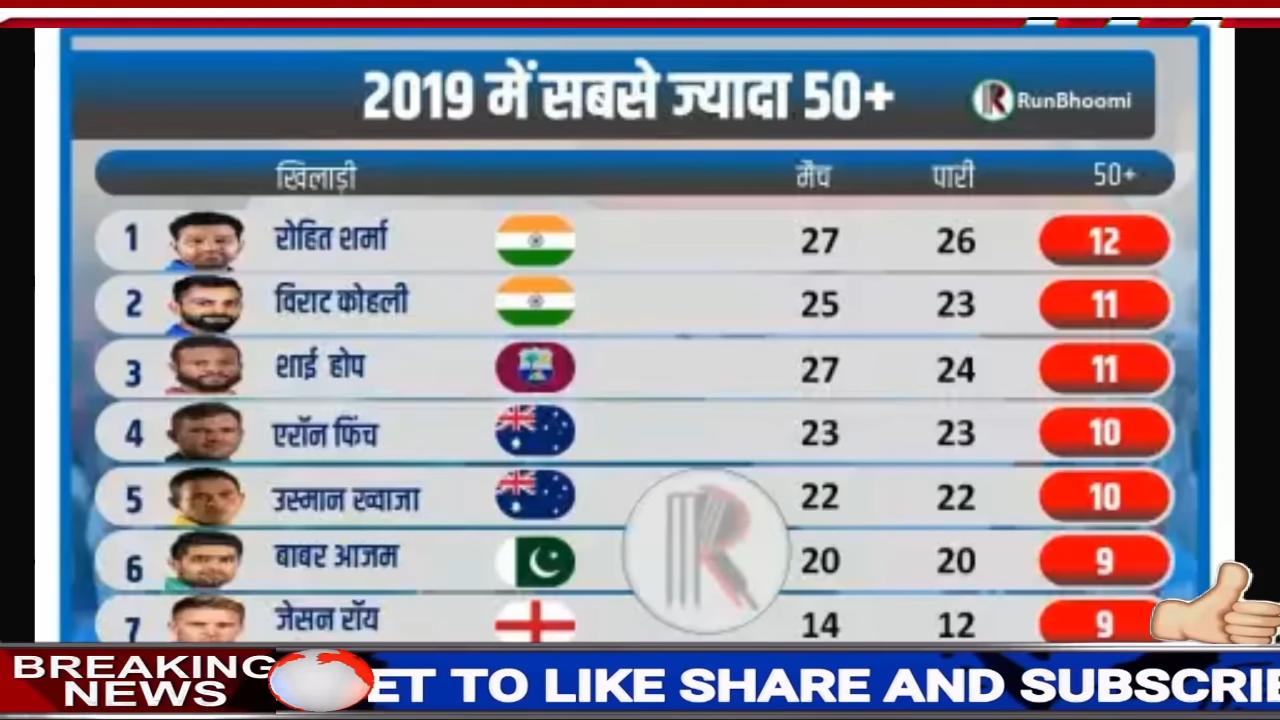 2019 में सबसे ज्यादा 50+
RunBhoomi
खिलाड़ी मैच पारी 50+
1 रोहित शर्मा 27 26 12
2 विराट कोहली 25 23 11
3 शाई होप 27 24 11
4 एरॉन फिंच 23 23 10
5 उस्मान ख्वाजा 22 22 10
6 बाबर आजम 20 20 9
7 जेसन रॉय 14 12 9
BREAKING
NEWS
ET TO LIKE SHARE AND SUBSCRIB